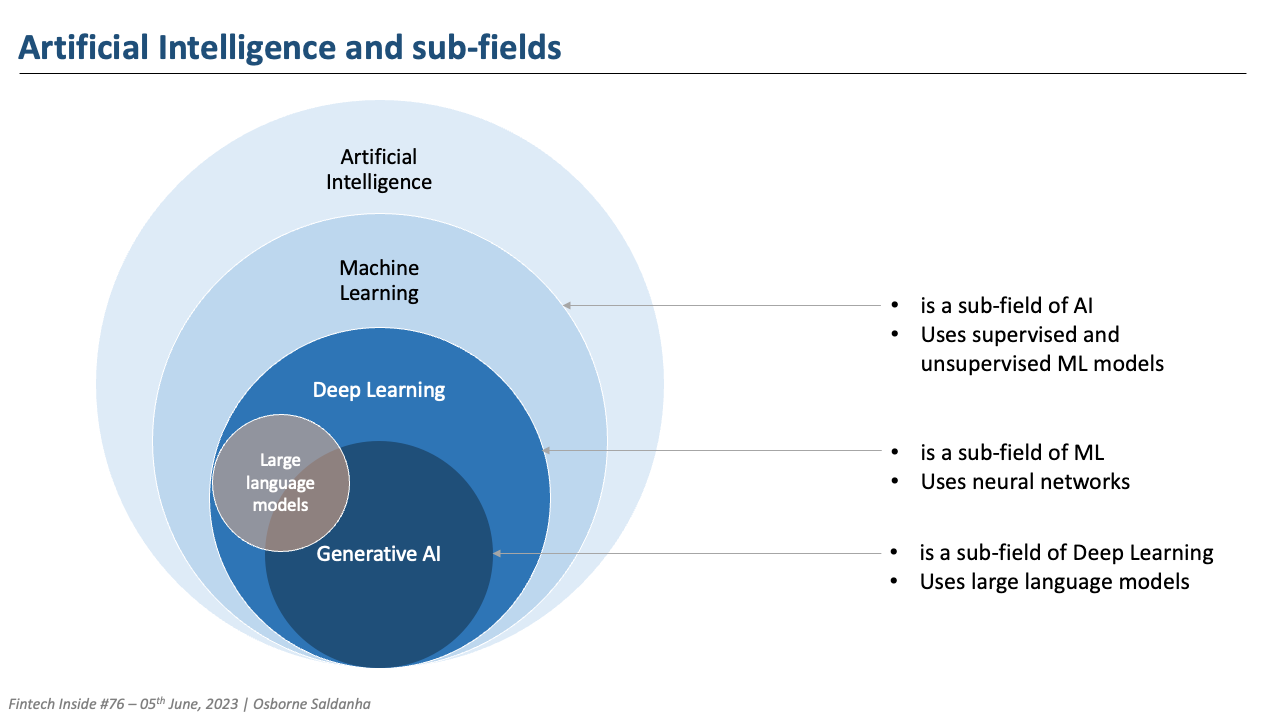 Artificial Intelligence and sub-fields
Artificial
Intelligence
Machine
Learning
• is a sub-field of AI
• Uses supervised and
unsupervised ML models
Deep Learning
• is a sub-field of ML
• Uses neural networks
Large
language
models
Generative AI
• is a sub-field of Deep Learning
• Uses large language models
Fintech Inside #76 – 05th June, 2023 | Osborne Saldanha